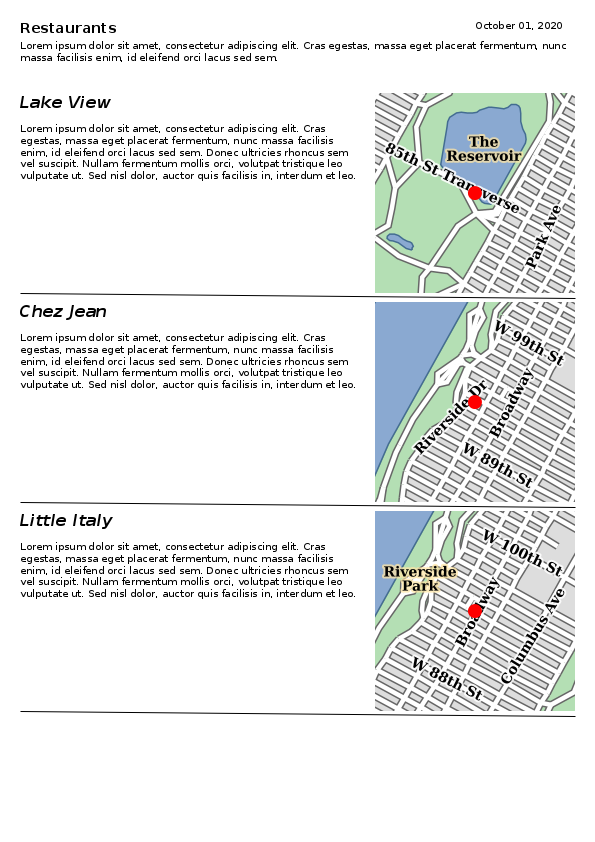 Restaurants
October 01, 2020
Lorem ipsum dolor sit amet, consectetur adipiscing elit. Cras egestas, massa eget placerat fermentum, nunc
massa facilisis enim, id eleifend orci lacus sed sem.
Lake View
Lorem ipsum dolor sit amet, consectetur adipiscing elit. Cras
egestas, massa eget placerat fermentum, nunc massa facilisis
enim, id eleifend orci lacus sed sem. Donec ultricies rhoncus sem
vel suscipit. Nullam fermentum mollis orci, volutpat tristique leo
vulputate ut. Sed nisl dolor, auctor quis facilisis in, interdum et leo.
The
Reservoir
85th St Transverse
Park Ave
Chez Jean
Lorem ipsum dolor sit amet, consectetur adipiscing elit. Cras
egestas, massa eget placerat fermentum, nunc massa facilisis
enim, id eleifend orci lacus sed sem. Donec ultricies rhoncus sem
vel suscipit. Nullam fermentum mollis orci, volutpat tristique leo
vulputate ut. Sed nisl dolor, auctor quis facilisis in, interdum et leo.
W 99th St
Riverside Dr
Broadway
W 89th St
Little Italy
Lorem ipsum dolor sit amet, consectetur adipiscing elit. Cras
egestas, massa eget placerat fermentum, nunc massa facilisis
enim, id eleifend orci lacus sed sem. Donec ultricies rhoncus sem
vel suscipit. Nullam fermentum mollis orci, volutpat tristique leo
vulputate ut. Sed nisl dolor, auctor quis facilisis in, interdum et leo.
W 100th St
Riverside
Park
Broadway
Columbus Ave
W 88th St